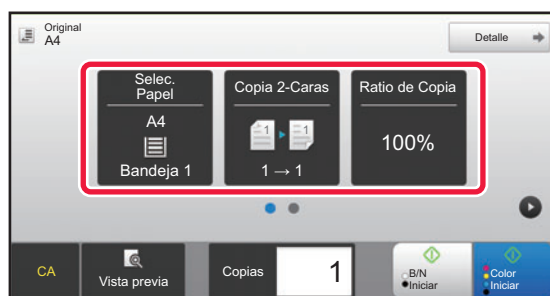 Original
A4
Detalle
Selec.
Papel
A4
Bandeja 1
Copia 2-Caras
1 1
1 → 1
Ratio de Copia
100%
CA
Vista previa
Copias
1
B/N
Iniciar
Color
Iniciar